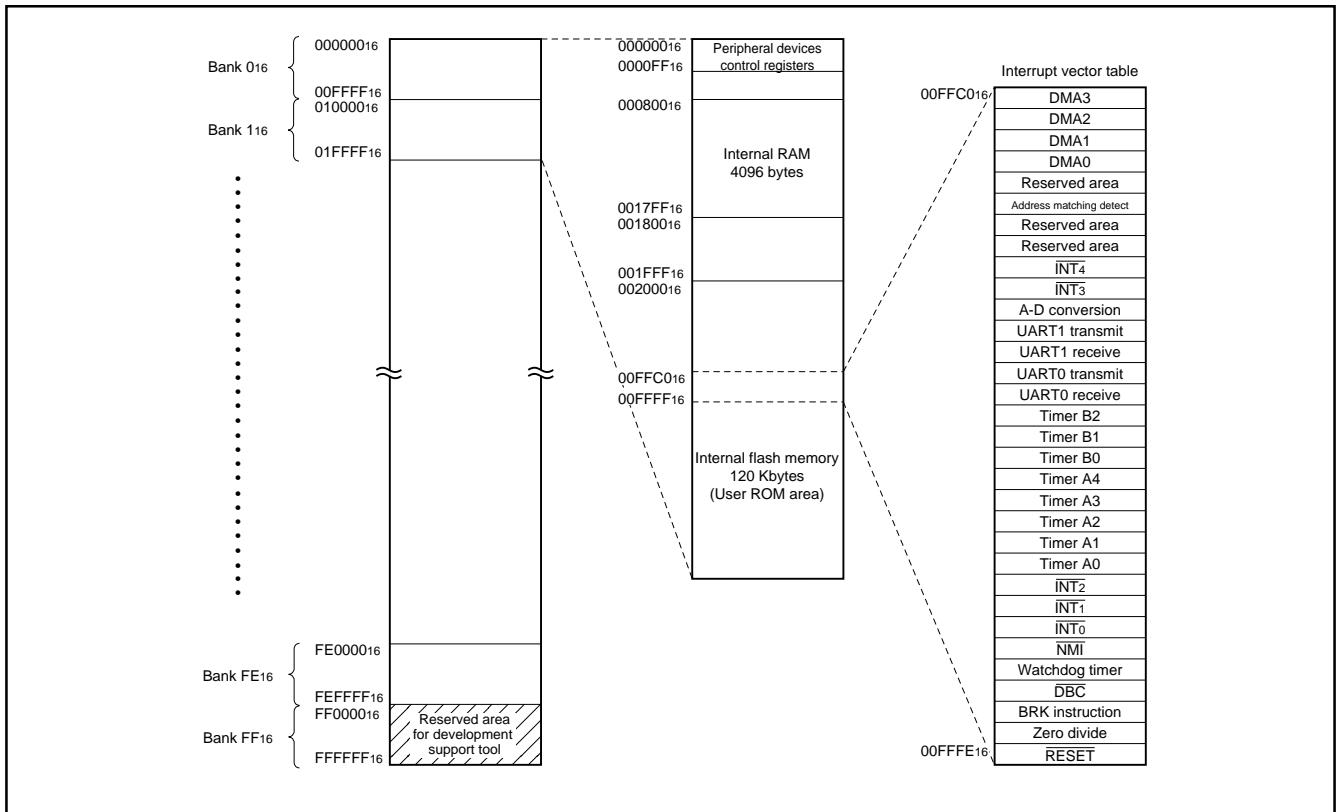 Bank 016
00000016
00FFFF16
Bank 116
01000016
01FFFF16
Bank FE16
FE000016
FEFFFF16
Bank FF16
FF000016
FFFFFF16
Reserved area
for development
support tool
00000016
0000FF16
Peripheral devices
control registers
00080016
Internal RAM
4096 bytes
0017FF16
00180016
001FFF16
00200016
00FFC016
00FFFF16
Internal flash memory
120 Kbytes
(User ROM area)
Interrupt vector table
00FFC016
DMA3
DMA2
DMA1
DMA0
Reserved area
Address matching detect
Reserved area
Reserved area
INT4
INT3
A-D conversion
UART1 transmit
UART1 receive
UART0 transmit
UART0 receive
Timer B2
Timer B1
Timer B0
Timer A4
Timer A3
Timer A2
Timer A1
Timer A0
INT2
INT1
INT0
NMI
Watchdog timer
DBC
BRK instruction
Zero divide
00FFFE16
RESET